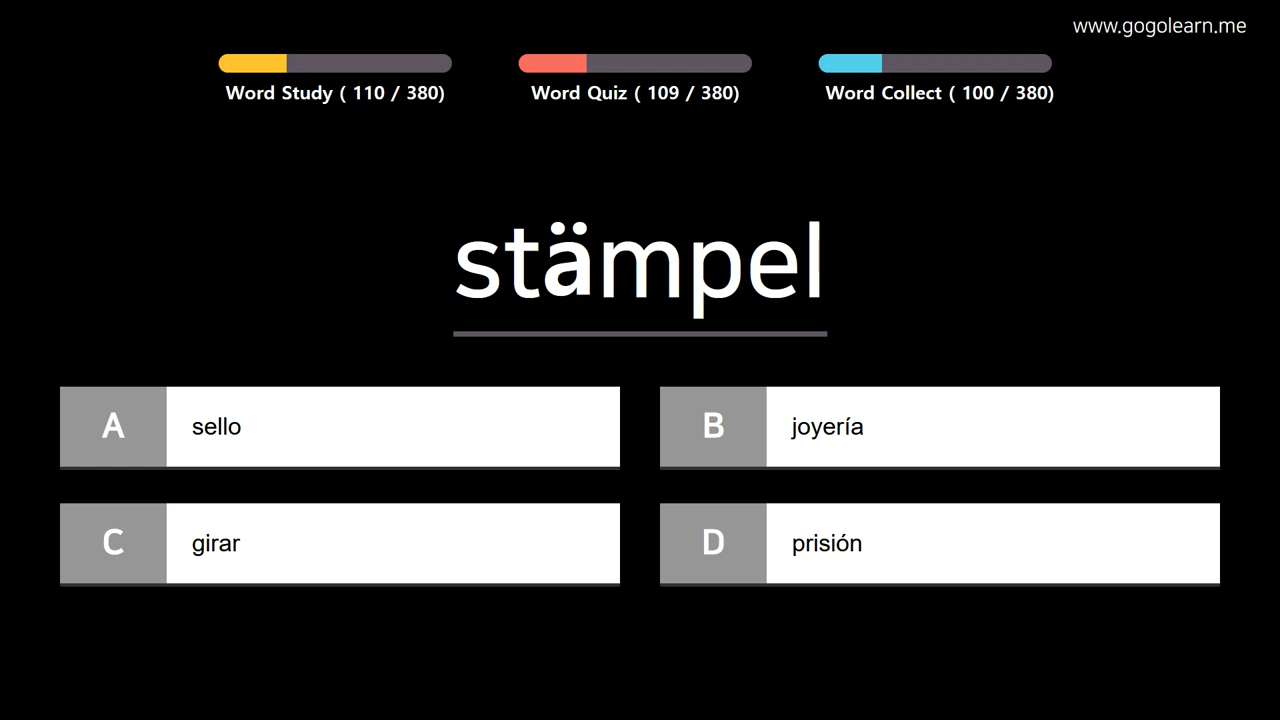 www.gogolearn.me
Word Study ( 110 / 380)
Word Quiz ( 109 / 380)
Word Collect ( 100 / 380)
stämpel
A sello
B joyería
C girar
D prisión